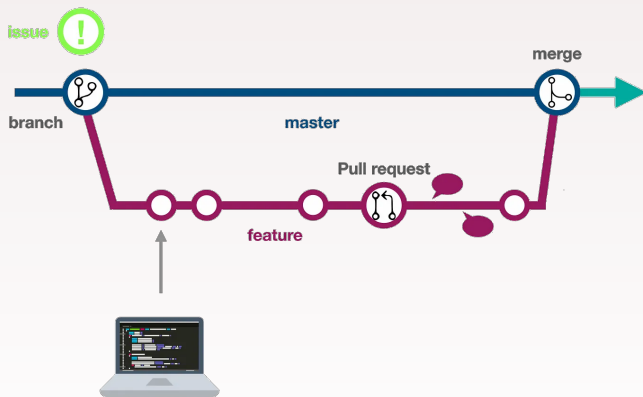 issue
merge
branch
master
Pull request
feature